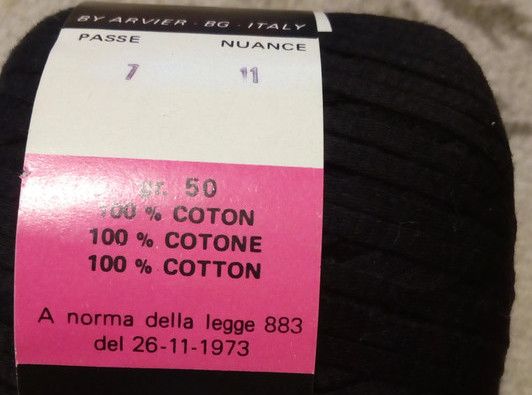 BY ARVIER - BG - ITALY
PASSE NUANCE
7 11
gr. 50
100 % COTON
100 % COTONE
100 % COTTON
A norma della legge 883
del 26-11-1973